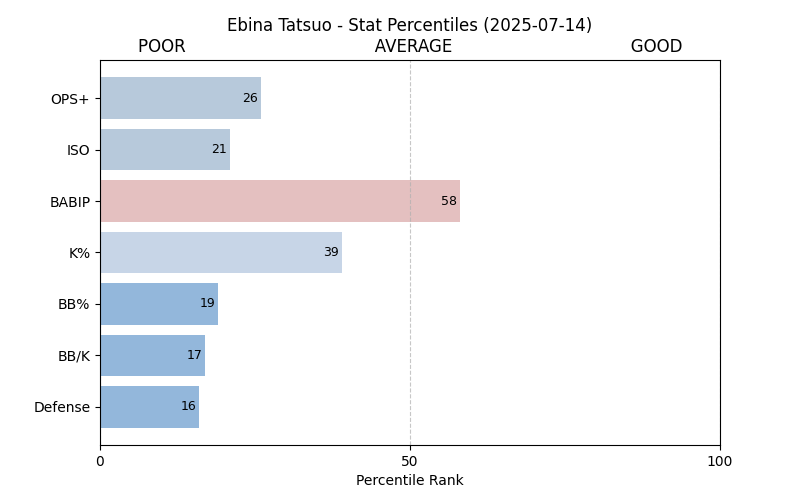 Ebina Tatsuo - Stat Percentiles (2025-07-14)
POOR AVERAGE GOOD
OPS+ 26
ISO 21
BABIP 58
K% 39
BB% 19
BB/K 17
Defense 16
0 50 100
Percentile Rank